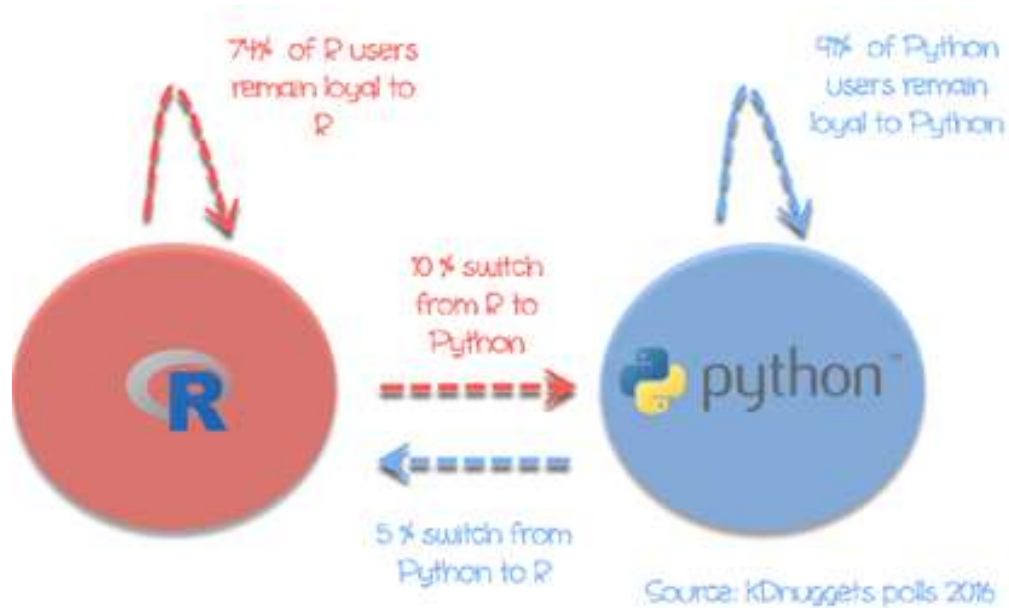 74% of R users
remain loyal to
R
91% of Python
users remain
loyal to Python
10 % switch
from R to
Python
R
python™
5 % switch from
Python to R
Source: KDnuggets polls 2016